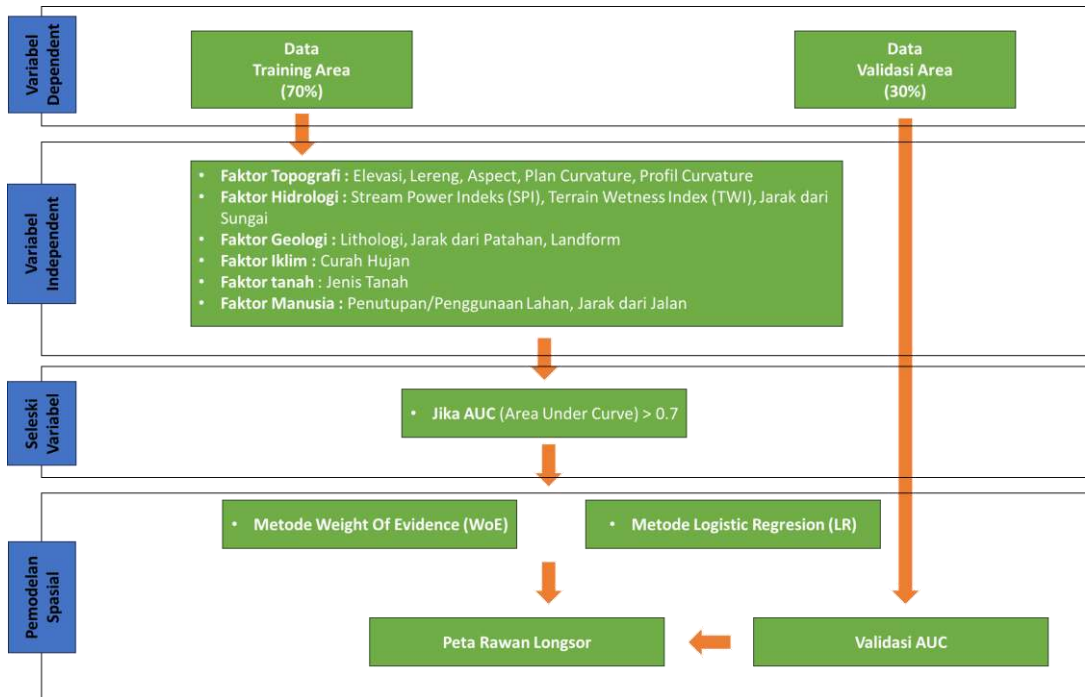 Variabel
Dependent
Data
Training Area
(70%)
Data
Validasi Area
(30%)
Variabel
Independent
• Faktor Topografi : Elevasi, Lereng, Aspect, Plan Curvature, Profil Curvature
• Faktor Hidrologi : Stream Power Indeks (SPI), Terrain Wetness Index (TWI), Jarak dari
Sungai
• Faktor Geologi : Lithologi, Jarak dari Patahan, Landform
• Faktor Iklim : Curah Hujan
• Faktor tanah : Jenis Tanah
• Faktor Manusia : Penutupan/Penggunaan Lahan, Jarak dari Jalan
Seleski
Variabel
• Jika AUC (Area Under Curve) > 0.7
Pemodelan
Spasial
• Metode Weight Of Evidence (WoE)
• Metode Logistic Regresion (LR)
Peta Rawan Longsor
Validasi AUC